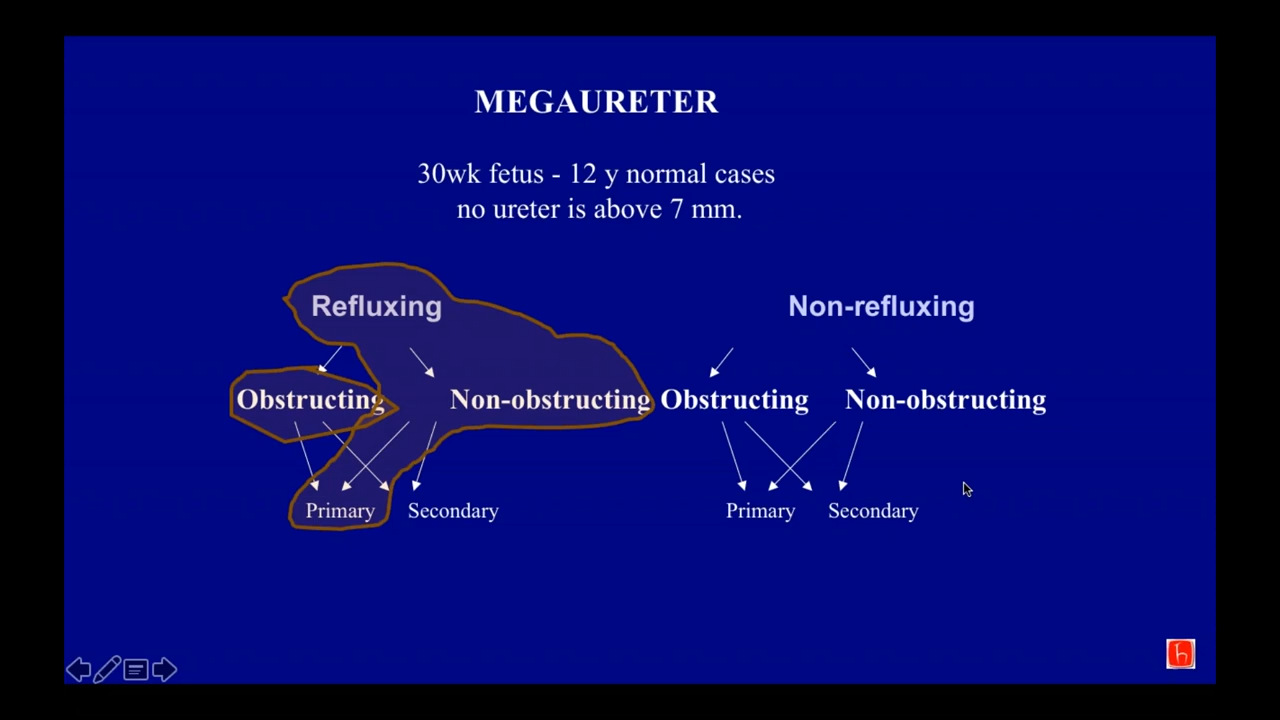 MEGAURETER
30wk fetus - 12 y normal cases
no ureter is above 7 mm.
Refluxing Non-refluxing
Obstructing Non-obstructing Obstructing Non-obstructing
Primary Secondary Primary Secondary